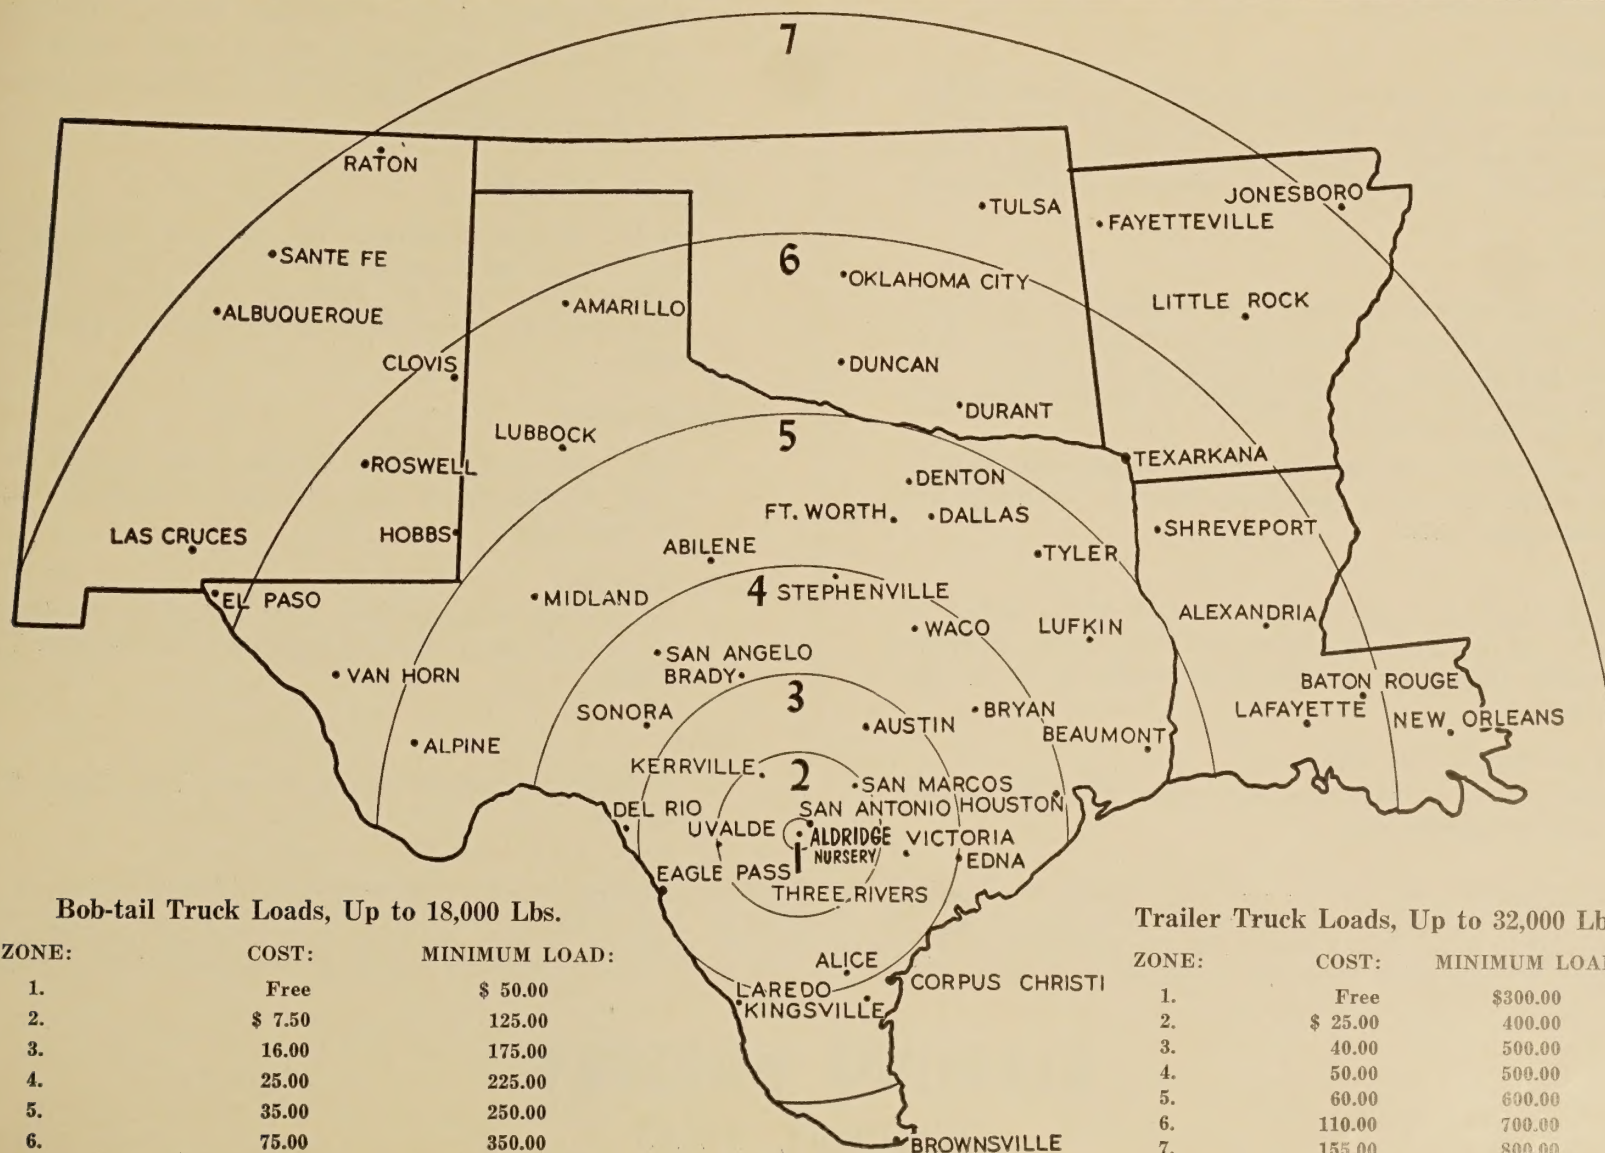 7
RATON
JONESBORO
TULSA
FAYETTEVILLE
SANTE FE
6
OKLAHOMA CITY
AMARILLO
LITTLE ROCK
ALBUQUERQUE
CLOVIS
DUNCAN
DURANT
LUBBOCK
5
TEXARKANA
ROSWELL
DENTON
FT. WORTH
DALLAS
SHREVEPORT
LAS CRUCES
HOBBS
ABILENE
TYLER
EL PASO
MIDLAND
4
STEPHENVILLE
ALEXANDRIA
WACO
LUFKIN
SAN ANGELO
BRADY
VAN HORN
BATON ROUGE
3
SONORA
AUSTIN
BRYAN
LAFAYETTE
NEW ORLEANS
BEAUMONT
ALPINE
KERRVILLE
2
SAN MARCOS
DEL RIO
SAN ANTONIO
HOUSTON
UVALDE
ALDRIDGE
NURSERY
1
VICTORIA
EDNA
EAGLE PASS
THREE RIVERS
ALICE
LAREDO
CORPUS CHRISTI
KINGSVILLE
BROWNSVILLE
Bob-tail Truck Loads, Up to 18,000 Lbs.
ZONE: COST: MINIMUM LOAD:
1. Free $ 50.00
2. $ 7.50 125.00
3. 16.00 175.00
4. 25.00 225.00
5. 35.00 250.00
6. 75.00 350.00
Trailer Truck Loads, Up to 32,000 Lb
ZONE: COST: MINIMUM LOA
1. Free $300.00
2. $ 25.00 400.00
3. 40.00 500.00
4. 50.00 500.00
5. 60.00 600.00
6. 110.00 700.00
7. 155.00 800.00